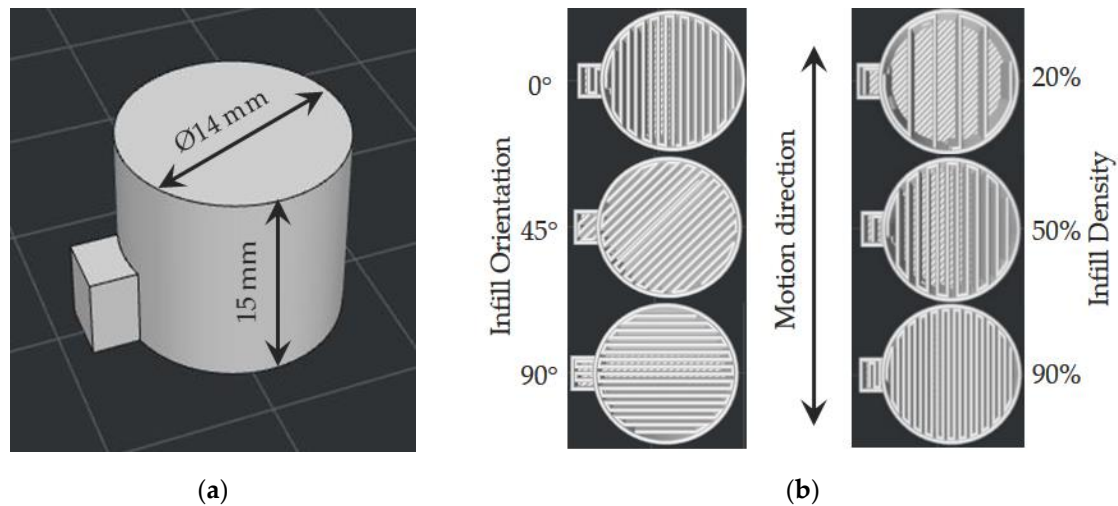 Ø14 mm
15 mm
(a)
Infill Orientation
0°
45°
90°
Motion direction
20%
50%
90%
Infill Density
(b)